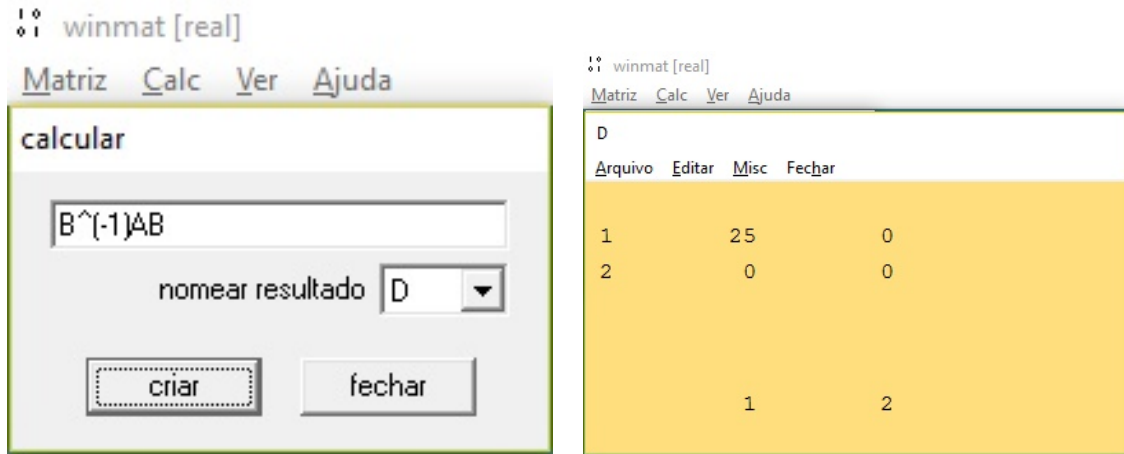 winmat [real]
Matriz Calc Ver Ajuda
calcular
B^(-1)AB
nomear resultado D
criar fechar
winmat [real]
Matriz Calc Ver Ajuda
D
Arquivo Editar Misc Fechar
1 25 0
2 0 0
1 2